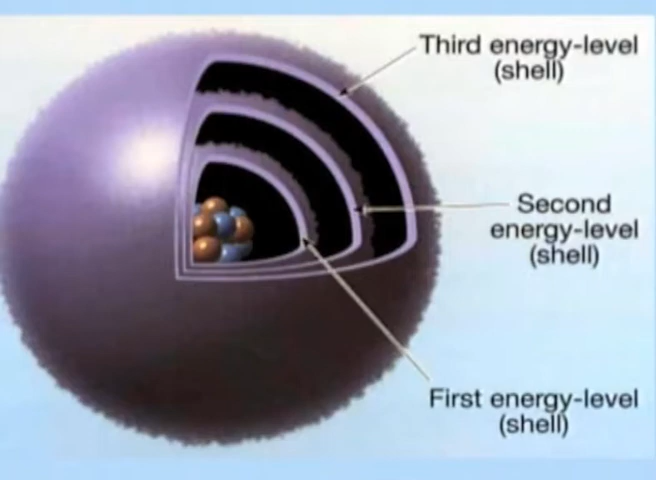 Third energy-level
(shell)
Second
energy-level
(shell)
First energy-level
(shell)